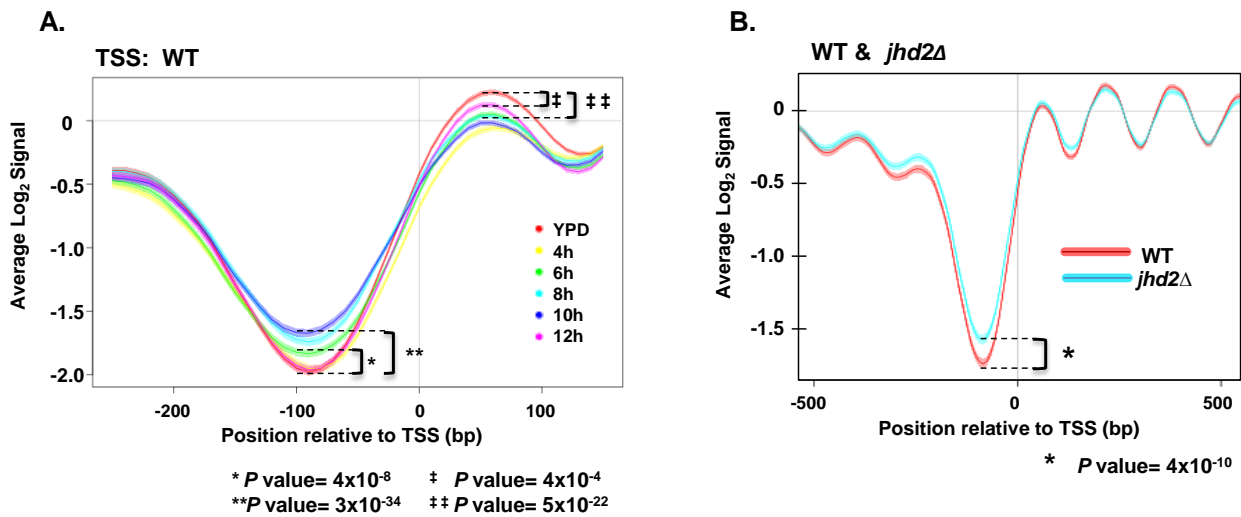 A.
TSS: WT
Average Log₂ Signal
0
-0.5
-1.0
-1.5
-2.0
‡
‡ ‡
YPD
4h
6h
8h
10h
12h
*
**
-200
-100
0
100
Position relative to TSS (bp)
* P value= 4x10⁻⁸
‡ P value= 4x10⁻⁴
**P value= 3x10⁻³⁴
‡‡ P value= 5x10⁻²²
B.
WT & jhd2Δ
Average Log₂ Signal
0
-0.5
-1.0
-1.5
WT
jhd2Δ
*
-500
0
500
Position relative to TSS (bp)
* P value= 4x10⁻¹⁰